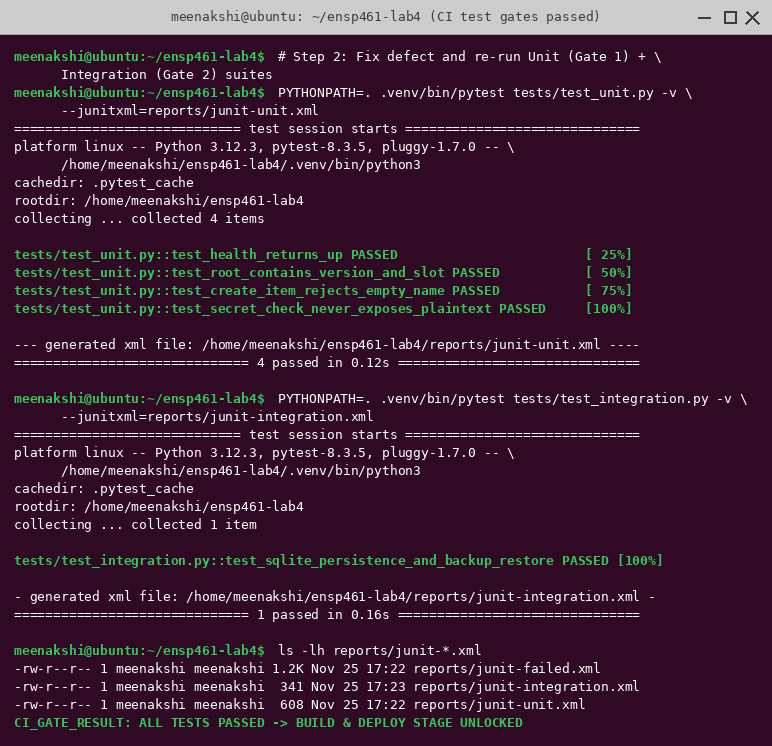 meenakshi@ubuntu: ~/ensp461-lab4 (CI test gates passed)
meenakshi@ubuntu:~/ensp461-lab4$ # Step 2: Fix defect and re-run Unit (Gate 1) + \
Integration (Gate 2) suites
meenakshi@ubuntu:~/ensp461-lab4$ PYTHONPATH=. .venv/bin/pytest tests/test_unit.py -v \
--junitxml=reports/junit-unit.xml
============================= test session starts ==============================
platform linux -- Python 3.12.3, pytest-8.3.5, pluggy-1.7.0 -- \
/home/meenakshi/ensp461-lab4/.venv/bin/python3
cachedir: .pytest_cache
rootdir: /home/meenakshi/ensp461-lab4
collecting ... collected 4 items
tests/test_unit.py::test_health_returns_up PASSED [ 25%]
tests/test_unit.py::test_root_contains_version_and_slot PASSED [ 50%]
tests/test_unit.py::test_create_item_rejects_empty_name PASSED [ 75%]
tests/test_unit.py::test_secret_check_never_exposes_plaintext PASSED [100%]
--- generated xml file: /home/meenakshi/ensp461-lab4/reports/junit-unit.xml ----
============================== 4 passed in 0.12s ===============================
meenakshi@ubuntu:~/ensp461-lab4$ PYTHONPATH=. .venv/bin/pytest tests/test_integration.py -v \
--junitxml=reports/junit-integration.xml
============================= test session starts ==============================
platform linux -- Python 3.12.3, pytest-8.3.5, pluggy-1.7.0 -- \
/home/meenakshi/ensp461-lab4/.venv/bin/python3
cachedir: .pytest_cache
rootdir: /home/meenakshi/ensp461-lab4
collecting ... collected 1 item
tests/test_integration.py::test_sqlite_persistence_and_backup_restore PASSED [100%]
- generated xml file: /home/meenakshi/ensp461-lab4/reports/junit-integration.xml -
============================== 1 passed in 0.16s ===============================
meenakshi@ubuntu:~/ensp461-lab4$ ls -lh reports/junit-*.xml
-rw-r--r-- 1 meenakshi meenakshi 1.2K Nov 25 17:22 reports/junit-failed.xml
-rw-r--r-- 1 meenakshi meenakshi  341 Nov 25 17:23 reports/junit-integration.xml
-rw-r--r-- 1 meenakshi meenakshi  608 Nov 25 17:22 reports/junit-unit.xml
CI_GATE_RESULT: ALL TESTS PASSED -> BUILD & DEPLOY STAGE UNLOCKED